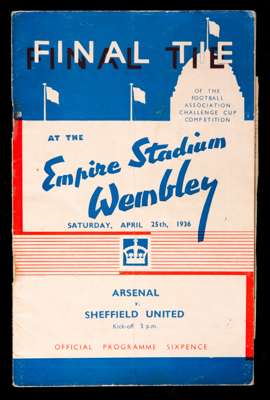 FINAL TIE
OF THE
FOOTBALL
ASSOCIATION
CHALLENGE CUP
COMPETITION
AT THE
Empire Stadium
Wembley
SATURDAY, APRIL 25th, 1936
ARSENAL
v.
SHEFFIELD UNITED
Kick-off 3 p.m.
OFFICIAL PROGRAMME SIXPENCE